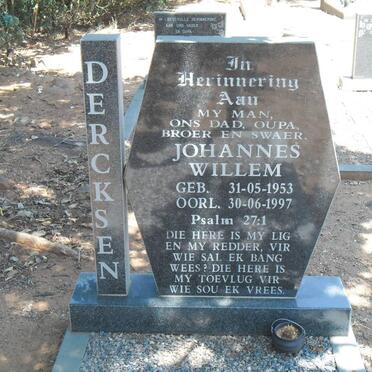 DERCKSEN
In
Herinnering
Aan
MY MAN,
ONS DAD, OUPA,
BROER EN SWAER.
JOHANNES
WILLEM
GEB. 31-05-1953
OORL. 30-06-1997
Psalm 27:1
DIE HERE IS MY LIG
EN MY REDDER, VIR
WIE SAL EK BANG
WEES? DIE HERE IS
MY TOEVLUG VIR
WIE SOU EK VREES.